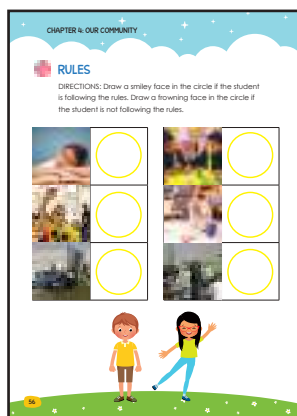 CHAPTER 4: OUR COMMUNITY
RULES
DIRECTIONS: Draw a smiley face in the circle if the student
is following the rules. Draw a frowning face in the circle if
the student is not following the rules.
56